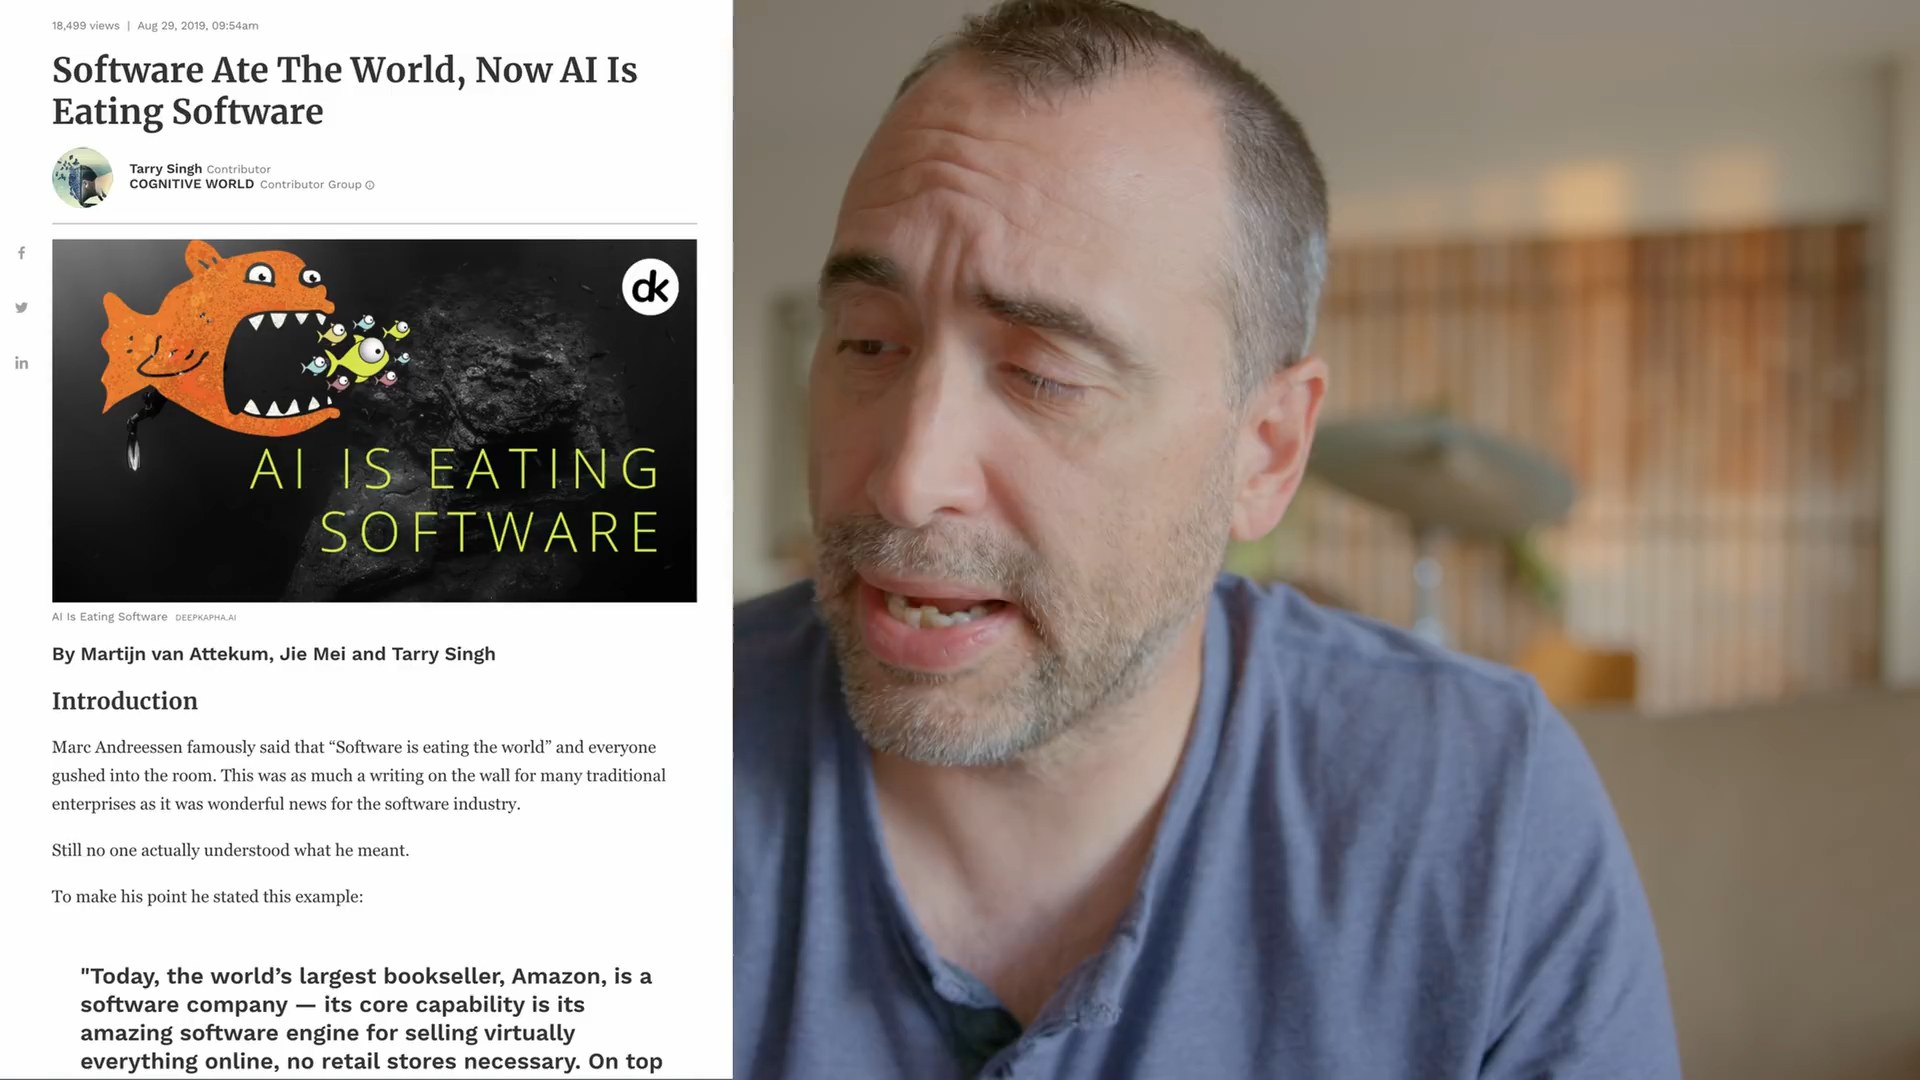 18,499 views | Aug 29, 2019, 09:54am
Software Ate The World, Now AI Is
Eating Software
Tarry Singh Contributor
COGNITIVE WORLD Contributor Group
dk
AI IS EATING
SOFTWARE
AI Is Eating Software DEEPKAPHA.AI
By Martijn van Attekum, Jie Mei and Tarry Singh
Introduction
Marc Andreessen famously said that “Software is eating the world” and everyone
gushed into the room. This was as much a writing on the wall for many traditional
enterprises as it was wonderful news for the software industry.
Still no one actually understood what he meant.
To make his point he stated this example:
"Today, the world’s largest bookseller, Amazon, is a
software company — its core capability is its
amazing software engine for selling virtually
everything online, no retail stores necessary. On top